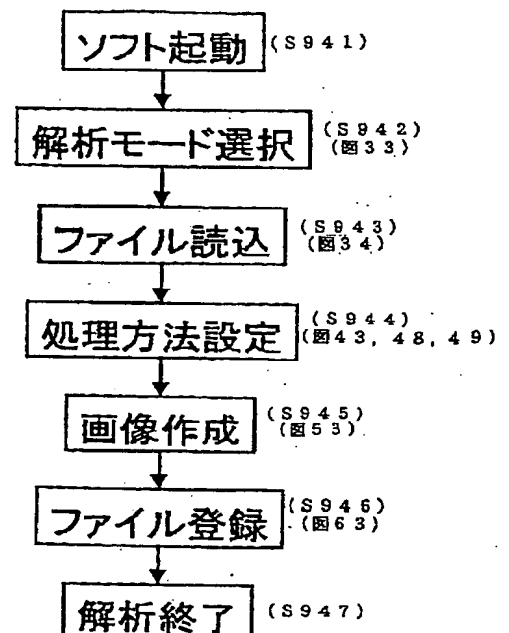 ソフト起動 (S941)
解析モード選択 (S942)
(図33)
ファイル読込 (S943)
(図34)
処理方法設定 (S944)
(図43, 48, 49)
画像作成 (S945)
(図53)
ファイル登録 (S946)
(図63)
解析終了 (S947)